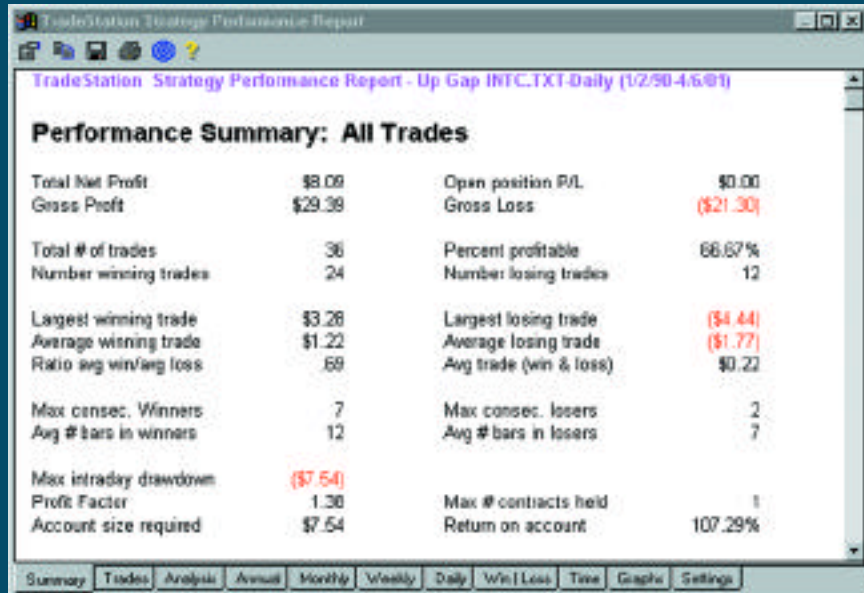 TradeStation Strategy Performance Report
TradeStation Strategy Performance Report - Up Gap INTC.TXT-Daily (1/2/90-4/6/01)
Performance Summary: All Trades
Total Net Profit $8.09 Open position P/L $0.00
Gross Profit $29.39 Gross Loss ($21.30)
Total # of trades 36 Percent profitable 66.67%
Number winning trades 24 Number losing trades 12
Largest winning trade $3.28 Largest losing trade ($4.44)
Average winning trade $1.22 Average losing trade ($1.77)
Ratio avg win/avg loss .69 Avg trade (win & loss) $0.22
Max consec. Winners 7 Max consec. losers 2
Avg # bars in winners 12 Avg # bars in losers 7
Max intraday drawdown ($7.54)
Profit Factor 1.38 Max # contracts held 1
Account size required $7.54 Return on account 107.29%
Summary Trades Analysis Annual Monthly Weekly Daily Win | Loss Time Graphs Settings